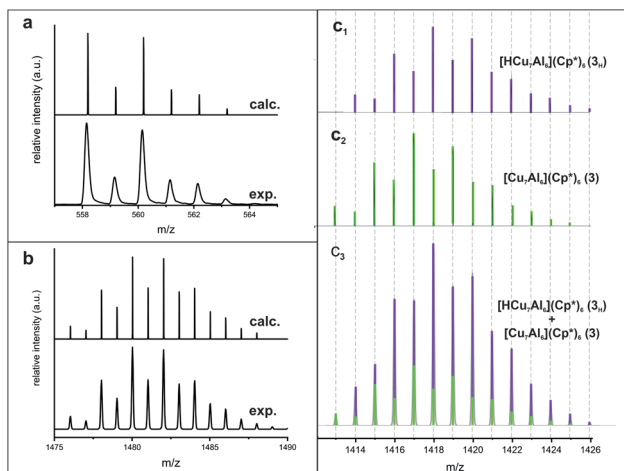 a
relative intensity (a.u.)
calc.
exp.
558 560 562 564
m/z
b
relative intensity (a.u.)
calc.
exp.
1475 1480 1485 1490
m/z
c₁
[HCu₇Al₆](Cp*)₆ (3_H)
c₂
[Cu₇Al₆](Cp*)₆ (3)
C₃
[HCu₇Al₆](Cp*)₆ (3_H)
+
[Cu₇Al₆](Cp*)₆ (3)
1414 1416 1418 1420 1422 1424 1426
m/z